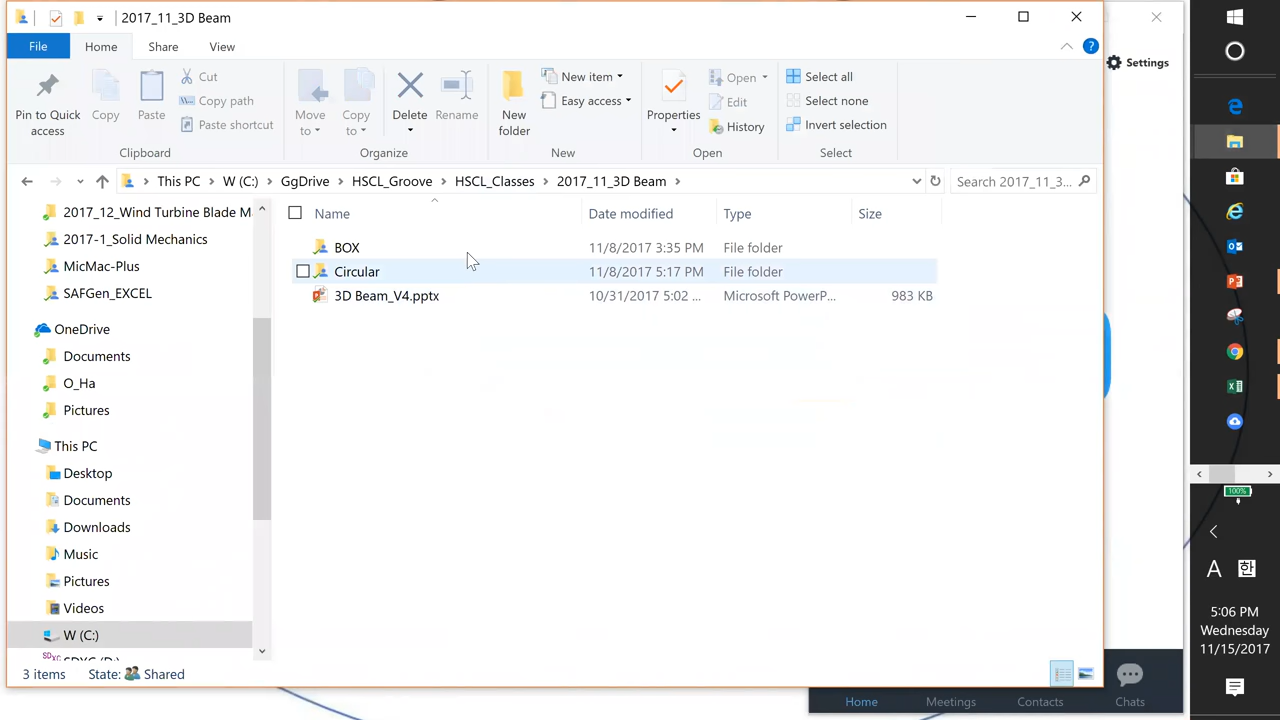 2017_11_3D Beam
File
Home
Share
View
Settings
Pin to Quick access
Copy
Paste
Cut
Copy path
Paste shortcut
Move to
Copy to
Delete
Rename
New folder
New item
Easy access
Properties
Open
Edit
History
Select all
Select none
Invert selection
Clipboard
Organize
New
Open
Select
This PC > W (C:) > GgDrive > HSCL_Groove > HSCL_Classes > 2017_11_3D Beam >
Search 2017_11_3...
Name
Date modified
Type
Size
BOX 11/8/2017 3:35 PM File folder
Circular 11/8/2017 5:17 PM File folder
3D Beam_V4.pptx 10/31/2017 5:02 ... Microsoft PowerP... 983 KB
2017_12_Wind Turbine Blade M
2017-1_Solid Mechanics
MicMac-Plus
SAFGen_EXCEL
OneDrive
Documents
O_Ha
Pictures
This PC
Desktop
Documents
Downloads
Music
Pictures
Videos
W (C:)
SDXC (D:)
3 items
State: Shared
Home
Meetings
Contacts
Chats
100%
A 한
5:06 PM
Wednesday
11/15/2017